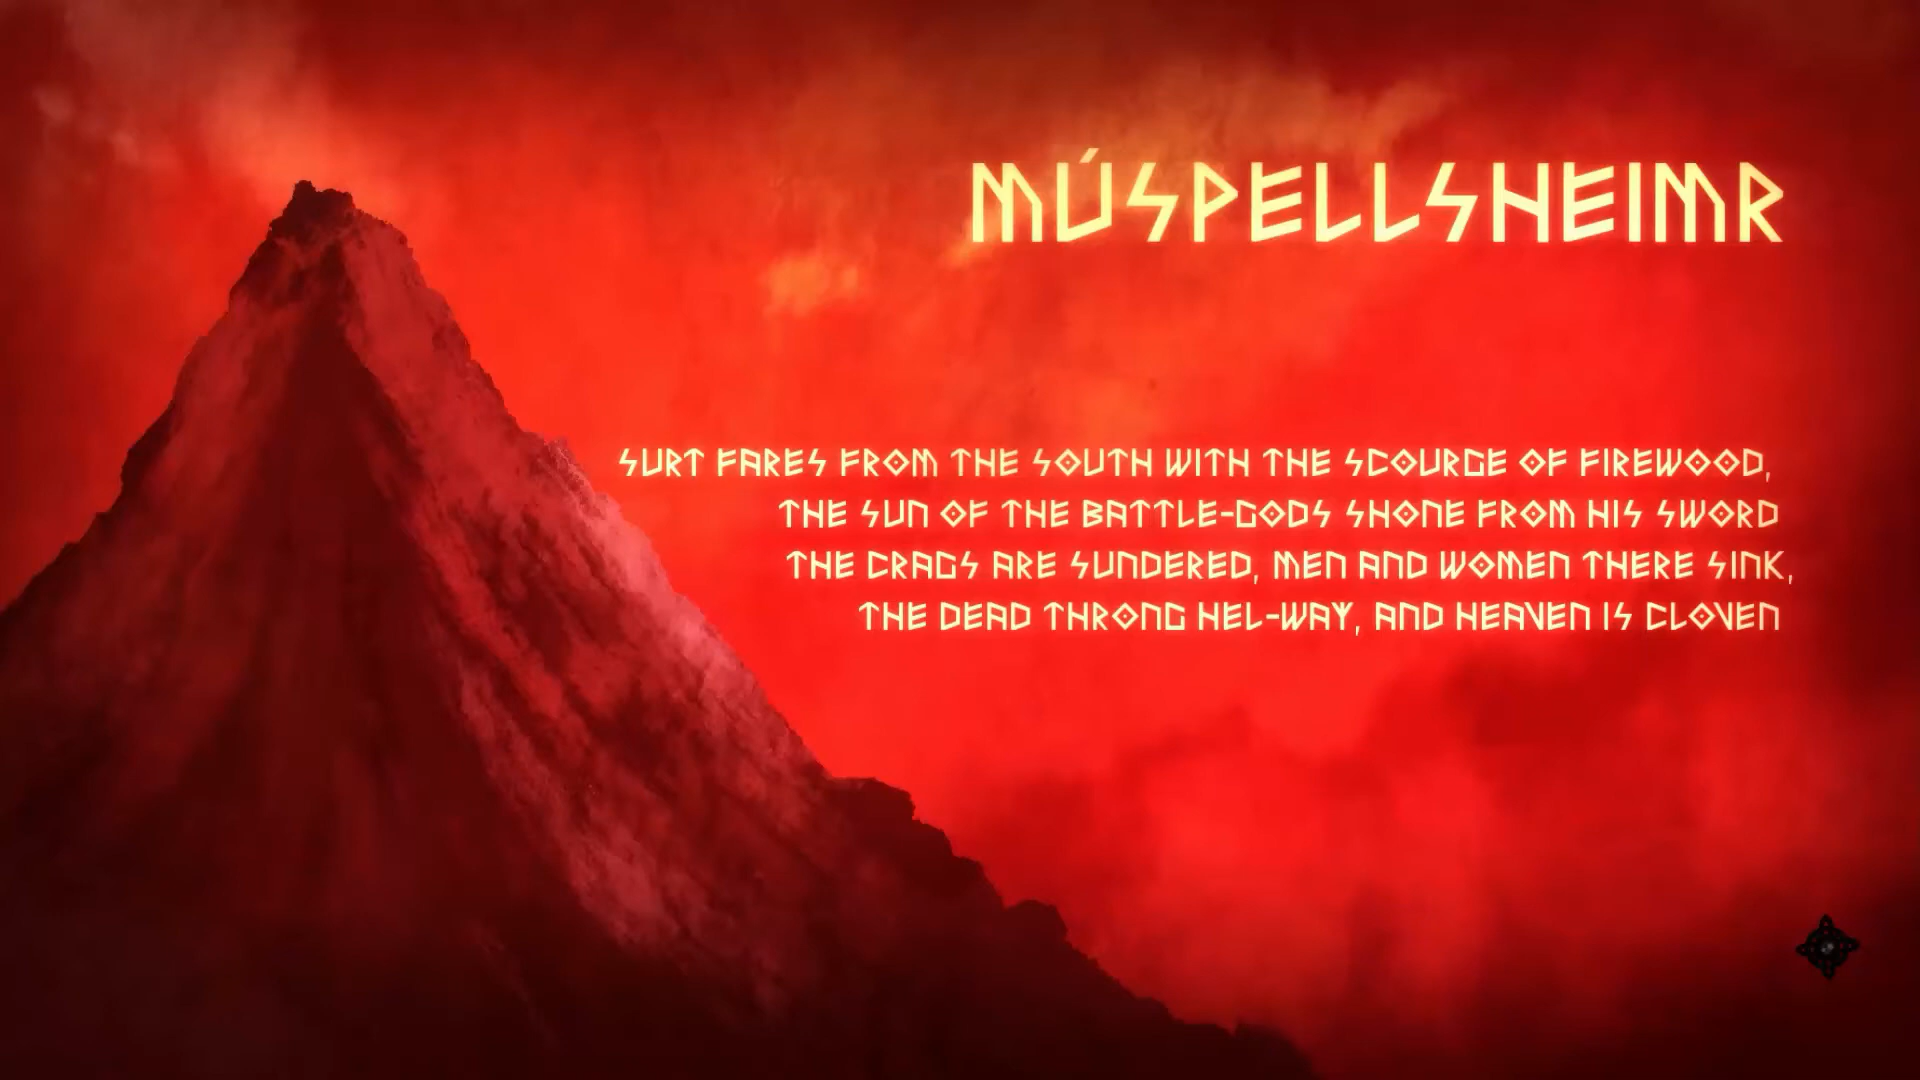 MÚSPELLSHEIMR
SURT FARES FROM THE SOUTH WITH THE SCOURGE OF FIREWOOD,
THE SUN OF THE BATTLE-GODS SHONE FROM HIS SWORD
THE CRAGS ARE SUNDERED, MEN AND WOMEN THERE SINK,
THE DEAD THRONG HEL-WAY, AND HEAVEN IS CLOVEN